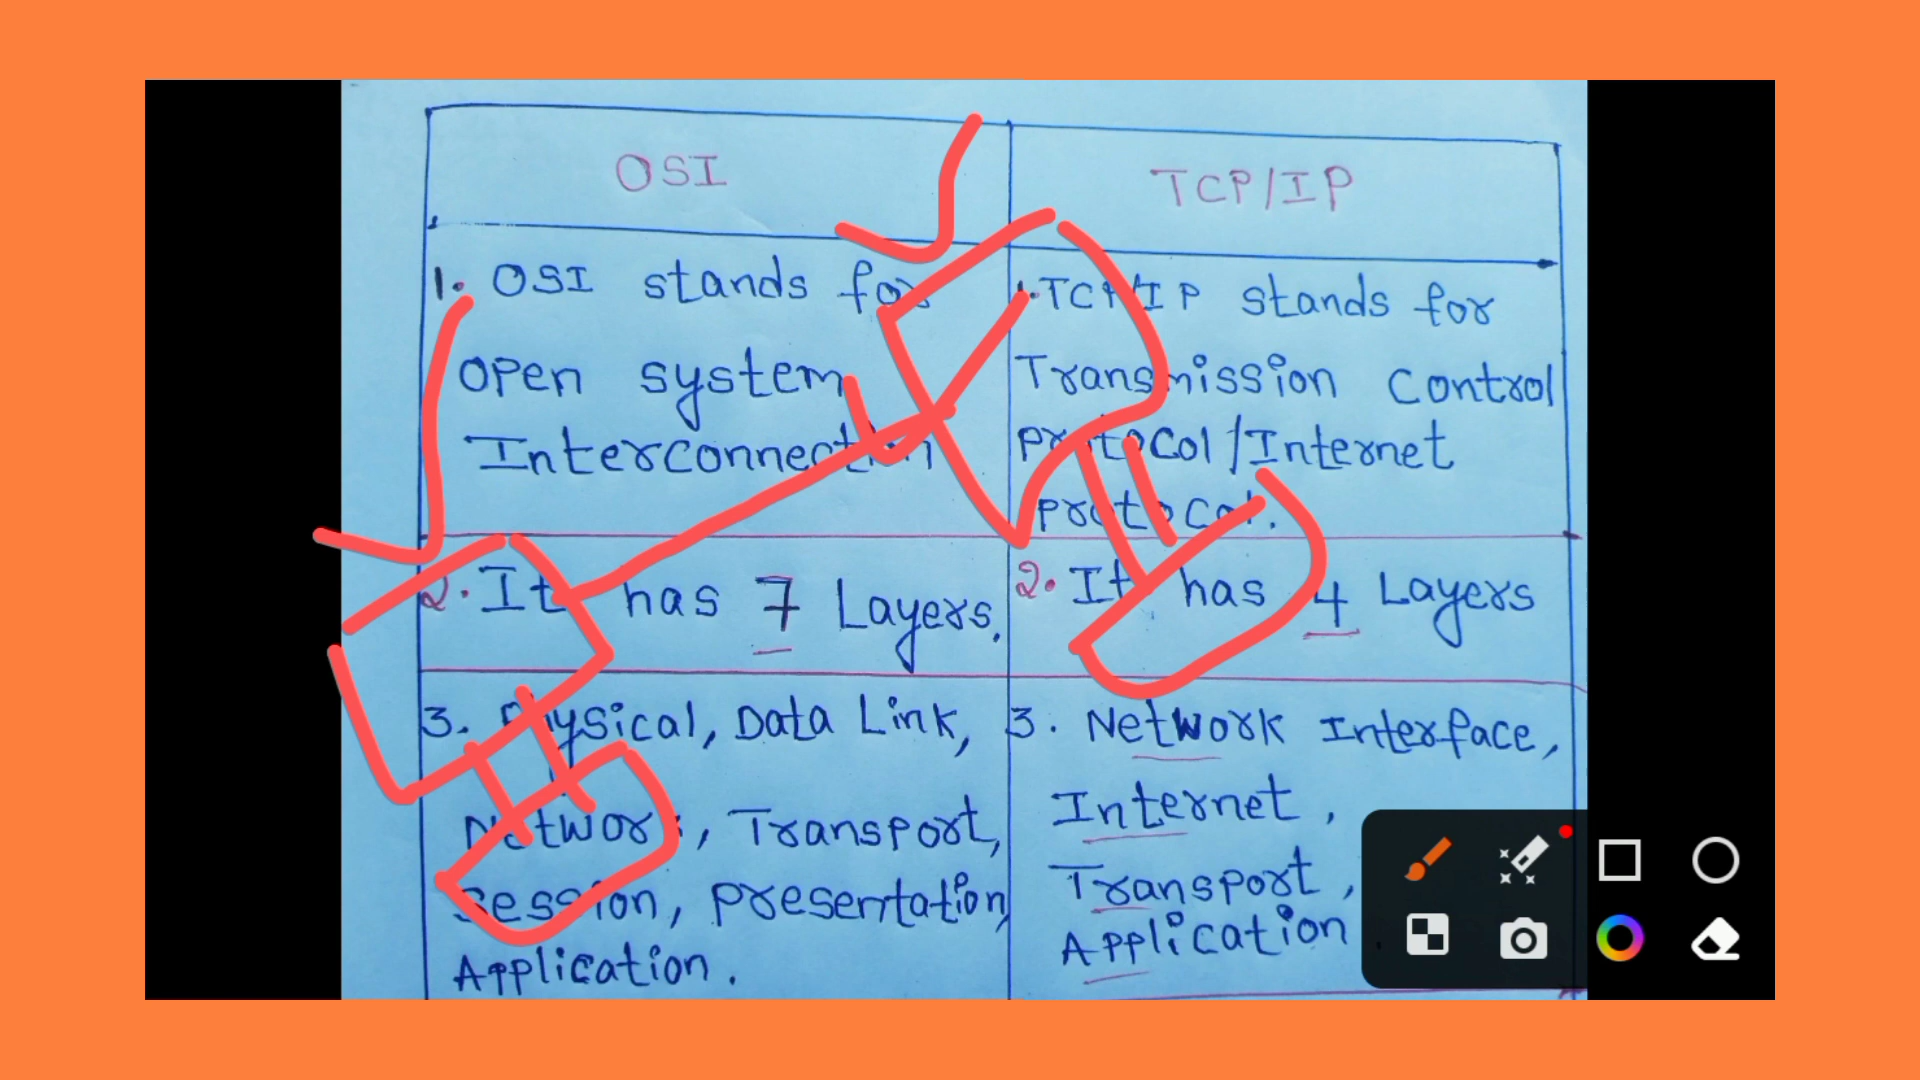 OSI
TCP/IP
1. OSI stands for
Open system
Interconnection
1. TCP/IP stands for
Transmission Control
Protocol/Internet
Protocol.
2. It has 7 Layers.
2. It has 4 Layers
3. Physical, Data Link,
Network, Transport,
Session, Presentation,
Application.
3. Network Interface,
Internet,
Transport,
Application